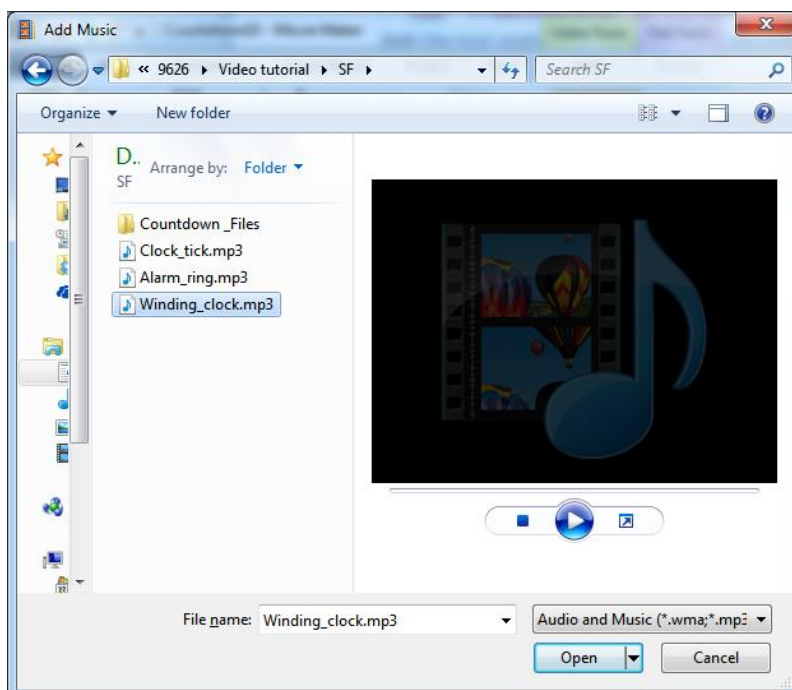 Add Music
« 9626 ▸ Video tutorial ▸ SF ▸
Search SF
Organize
New folder
D..
SF
Arrange by: Folder
Countdown _Files
Clock_tick.mp3
Alarm_ring.mp3
Winding_clock.mp3
File name: Winding_clock.mp3
Audio and Music (*.wma;*.mp3
Open
Cancel